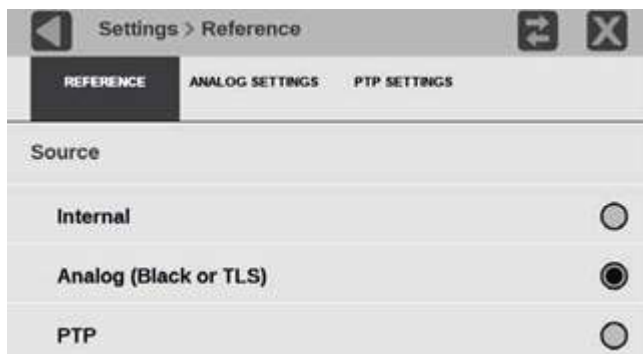 Settings > Reference
REFERENCE ANALOG SETTINGS PTP SETTINGS
Source
Internal
Analog (Black or TLS)
PTP